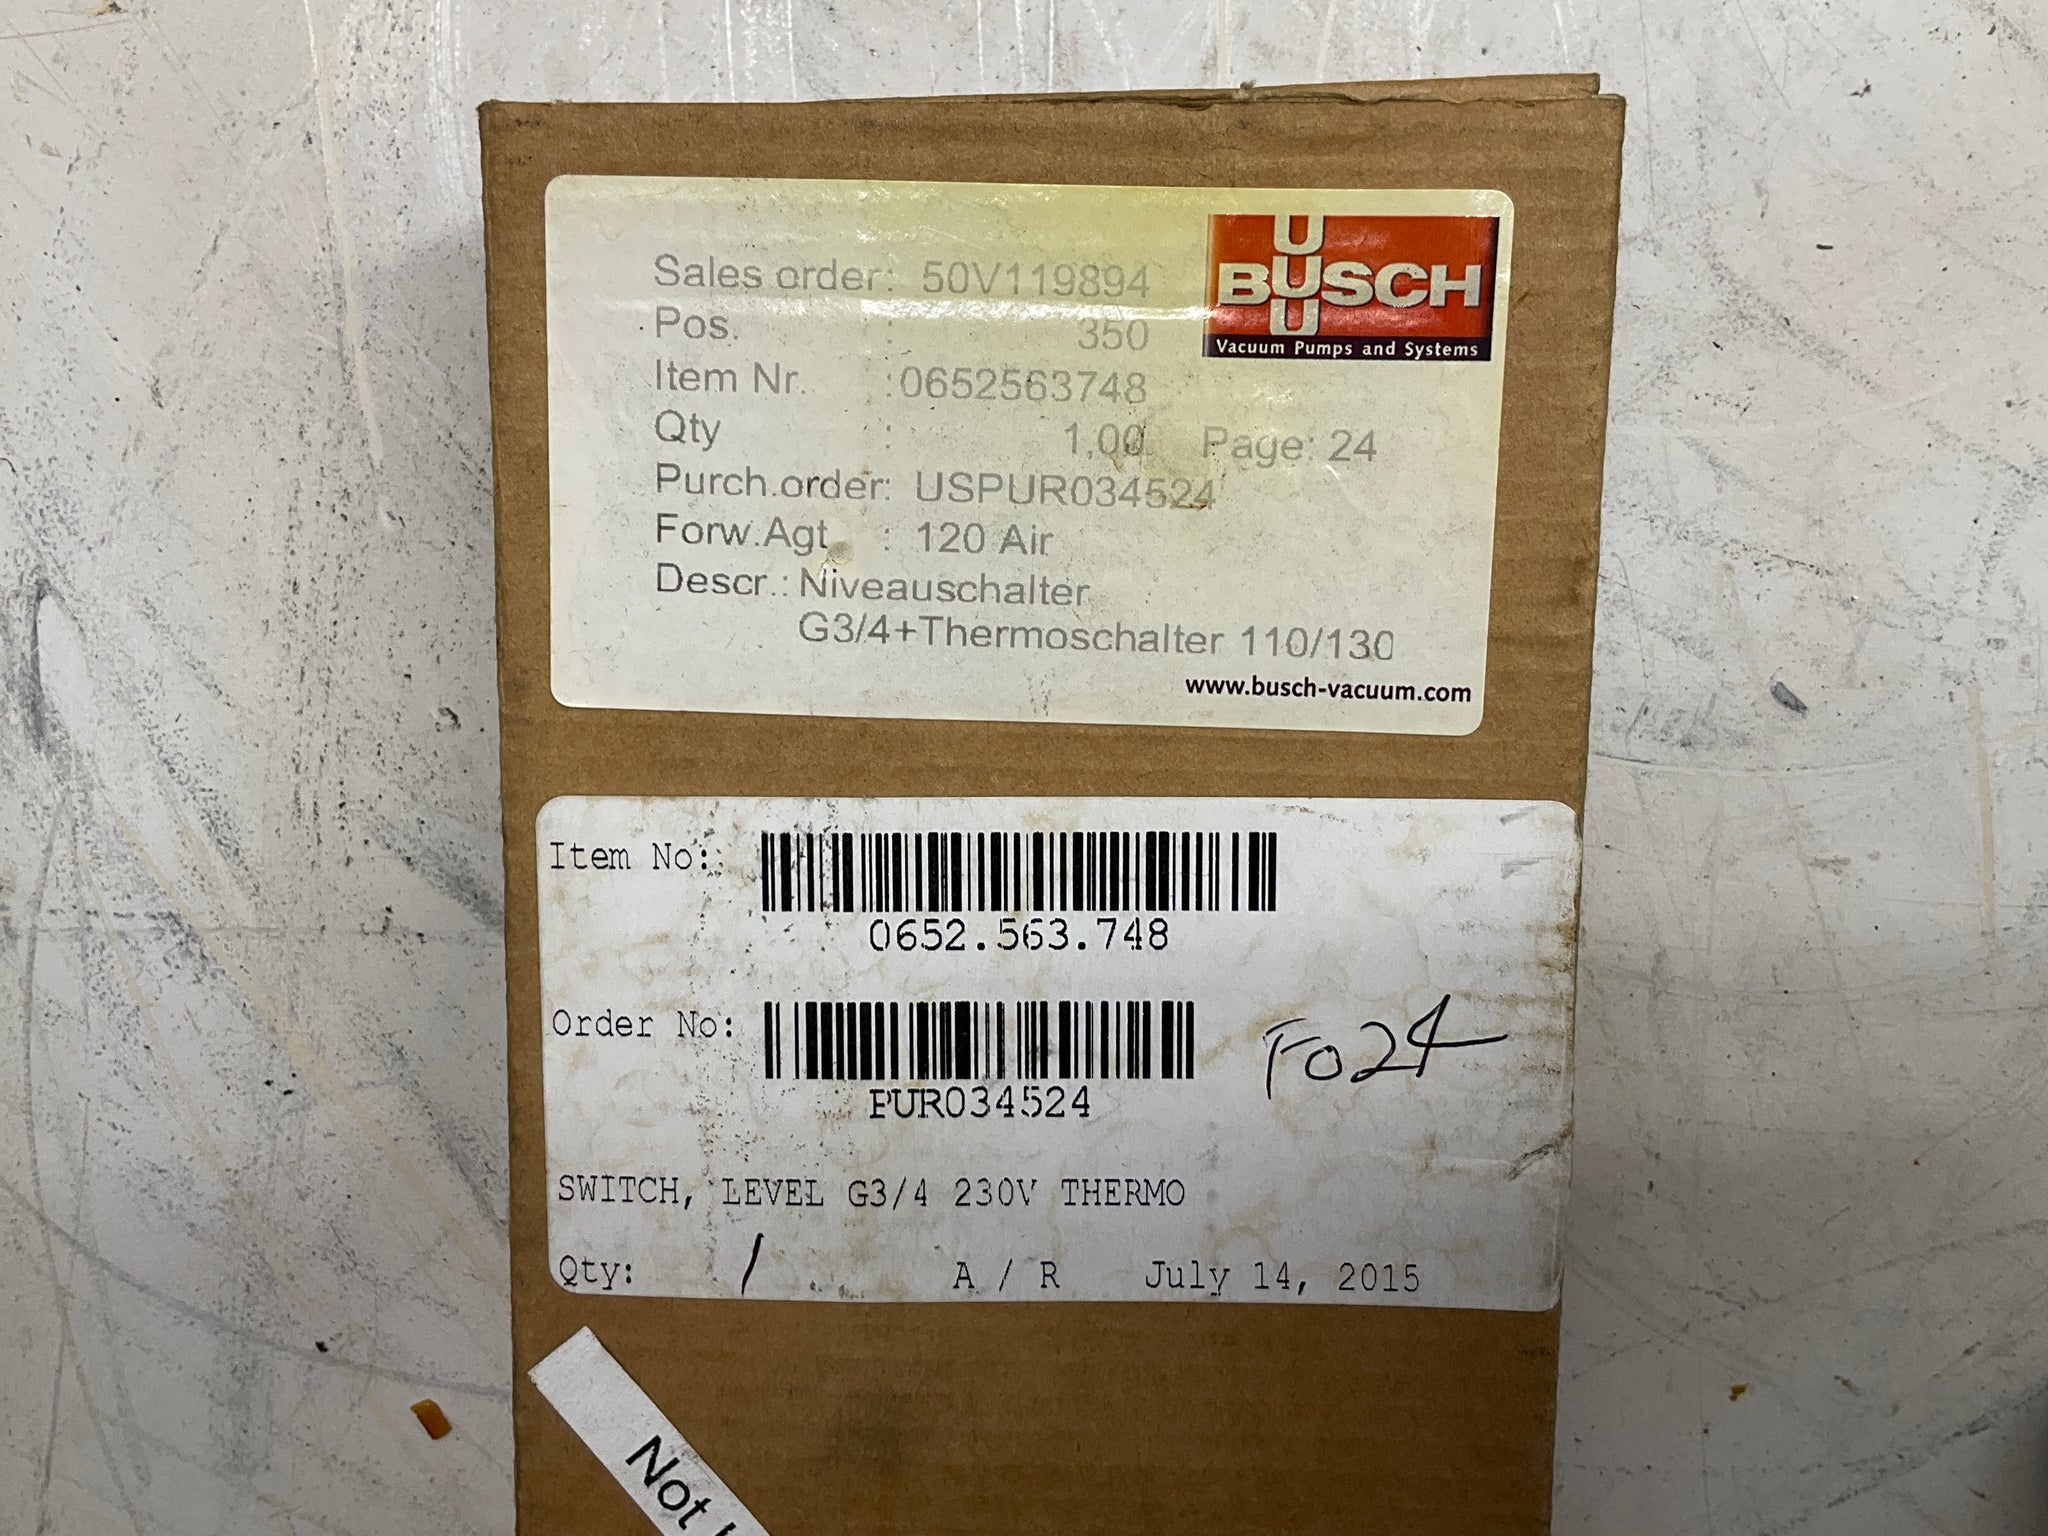 Sales order: 50V119894
Pos. : 350
Item Nr. :0652563748
Qty : 1,00 Page: 24
Purch.order: USPUR034524
Forw.Agt : 120 Air
Descr.: Niveauschalter
G3/4+Thermoschalter 110/130
U
BUSCH
U
Vacuum Pumps and Systems
www.busch-vacuum.com
Item No:
0652.563.748
Order No:
PUR034524
Fo24
SWITCH, LEVEL G3/4 230V THERMO
Qty: 1 A / R July 14, 2015
Not